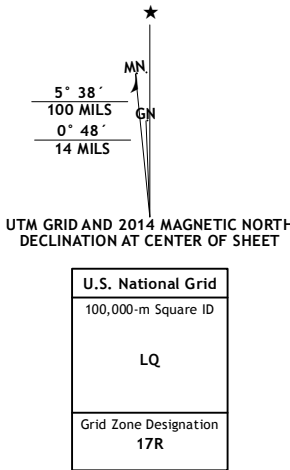 MN
GN
5° 38´
100 MILS
0° 48´
14 MILS
UTM GRID AND 2014 MAGNETIC NORTH
DECLINATION AT CENTER OF SHEET
U.S. National Grid
100,000-m Square ID
LQ
Grid Zone Designation
17R